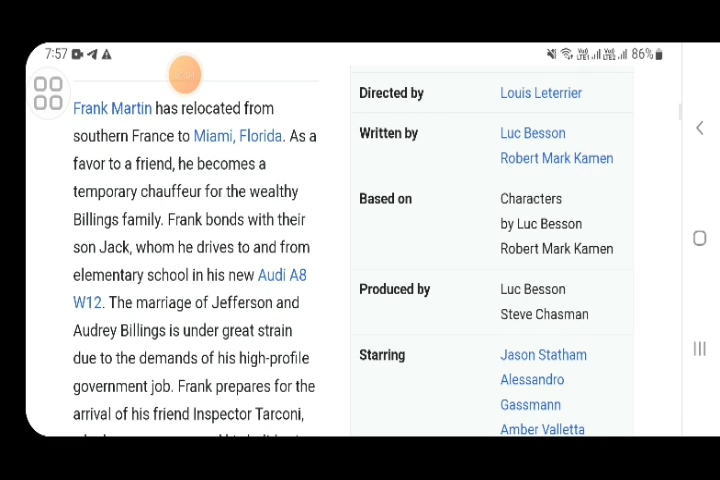 7:57
86%
Frank Martin has relocated from
southern France to Miami, Florida. As a
favor to a friend, he becomes a
temporary chauffeur for the wealthy
Billings family. Frank bonds with their
son Jack, whom he drives to and from
elementary school in his new Audi A8
W12. The marriage of Jefferson and
Audrey Billings is under great strain
due to the demands of his high-profile
government job. Frank prepares for the
arrival of his friend Inspector Tarconi,
Directed by
Louis Leterrier
Written by
Luc Besson
Robert Mark Kamen
Based on
Characters
by Luc Besson
Robert Mark Kamen
Produced by
Luc Besson
Steve Chasman
Starring
Jason Statham
Alessandro
Gassmann
Amber Valletta